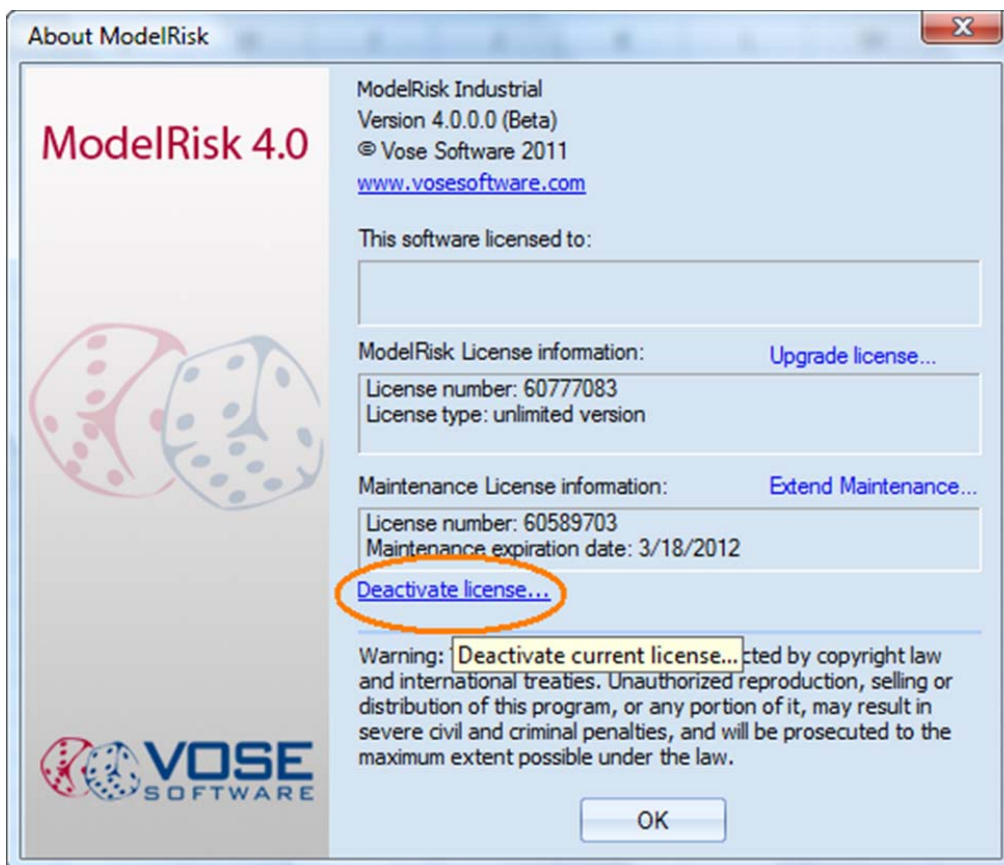 About ModelRisk
ModelRisk 4.0
ModelRisk Industrial
Version 4.0.0.0 (Beta)
© Vose Software 2011
www.vosesoftware.com
This software licensed to:
ModelRisk License information:
Upgrade license...
License number: 60777083
License type: unlimited version
Maintenance License information:
Extend Maintenance...
License number: 60589703
Maintenance expiration date: 3/18/2012
Deactivate license...
Deactivate current license...
Warning: cted by copyright law
and international treaties. Unauthorized reproduction, selling or
distribution of this program, or any portion of it, may result in
severe civil and criminal penalties, and will be prosecuted to the
maximum extent possible under the law.
VOSE
SOFTWARE
OK